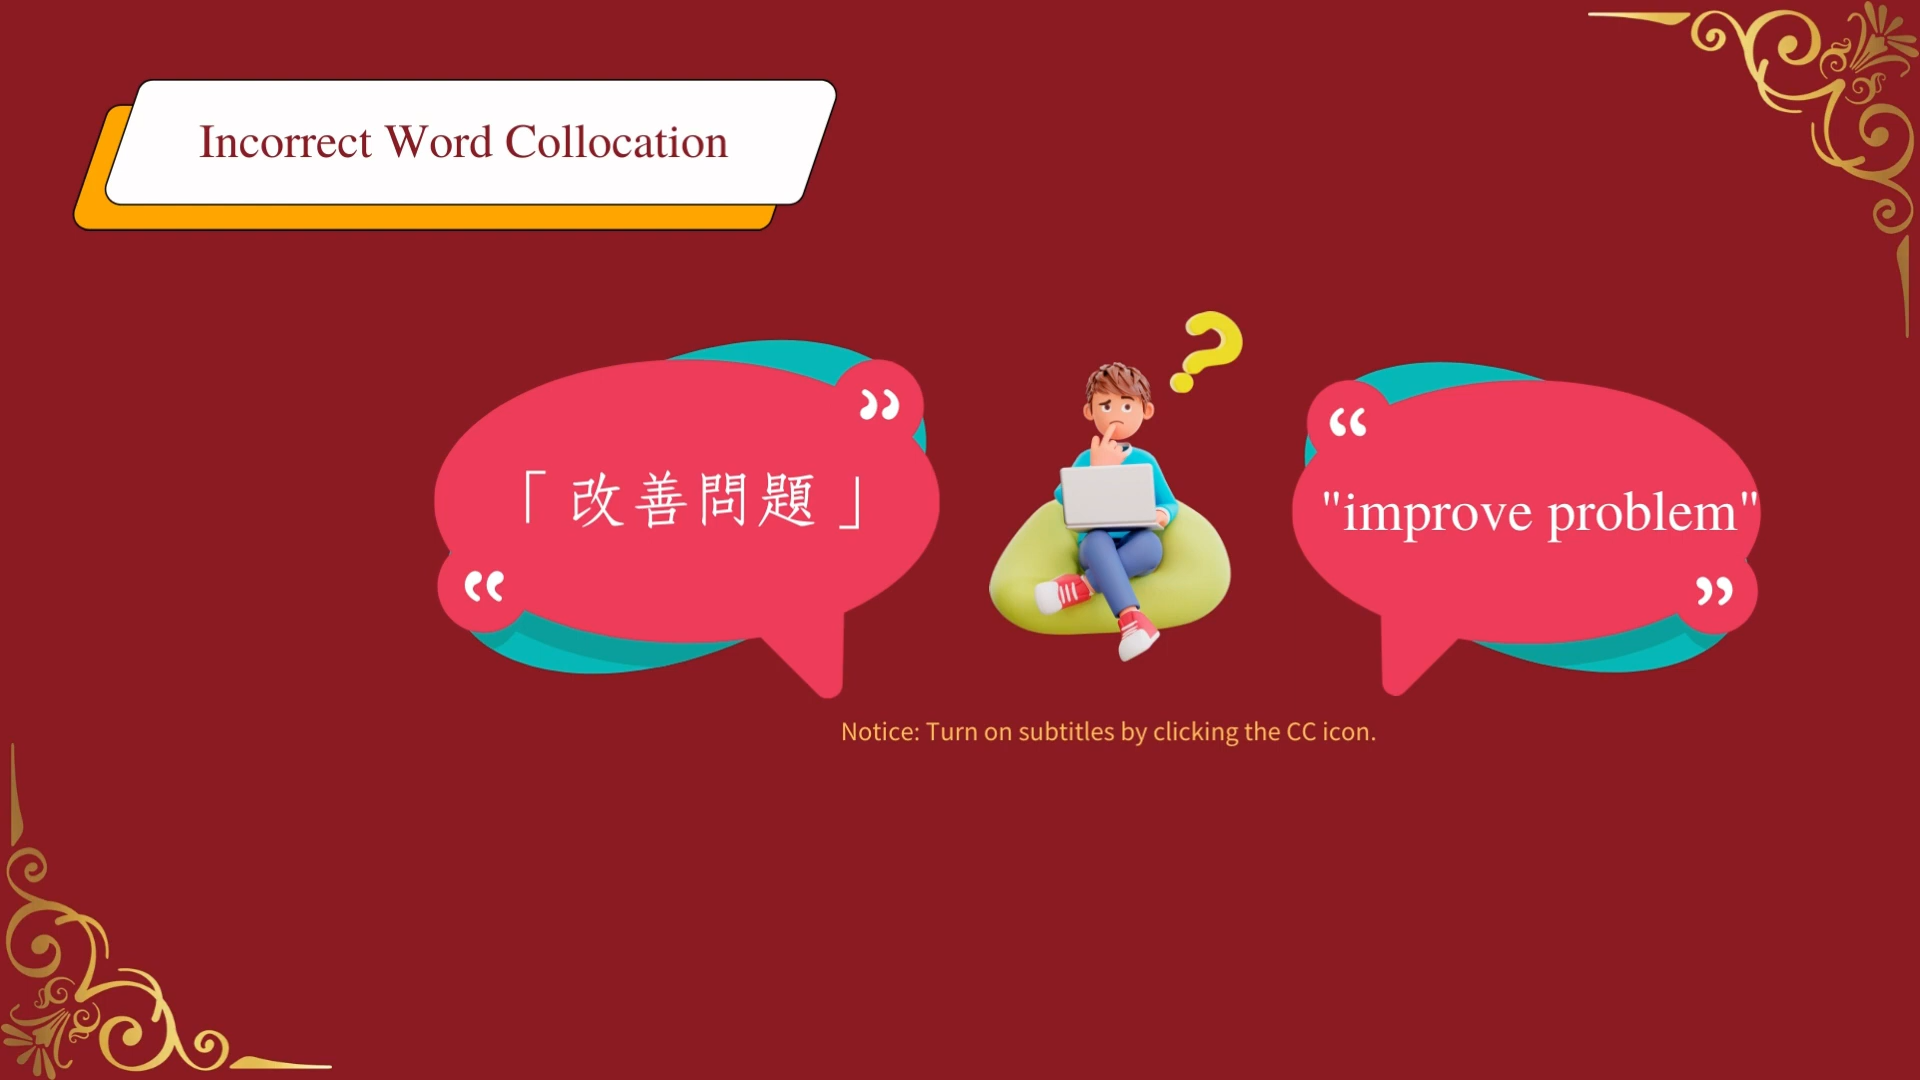 Incorrect Word Collocation
「改善問題」
"improve problem"
Notice: Turn on subtitles by clicking the CC icon.